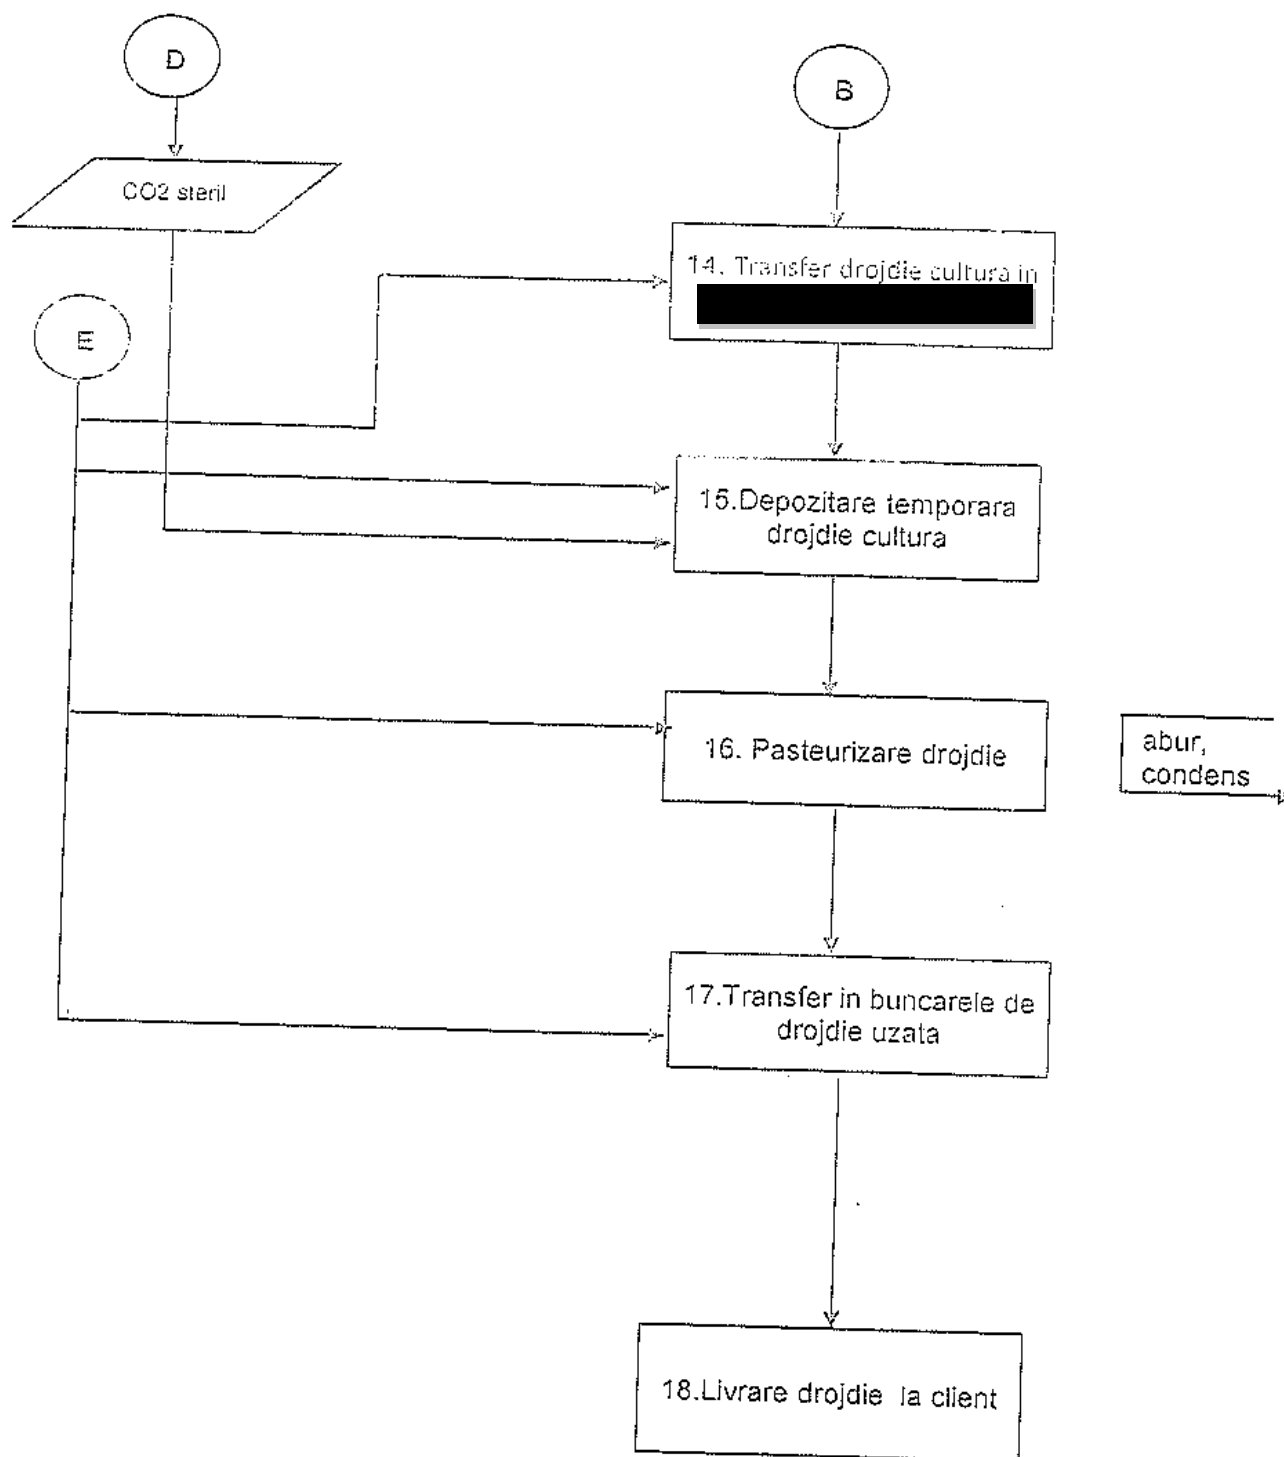 D
B
CO2 steril
14. Transfer drojdie cultura in
E
15.Depozitare temporara
drojdie cultura
16. Pasteurizare drojdie
abur,
condens
17.Transfer in buncarele de
drojdie uzata
18.Livrare drojdie la client